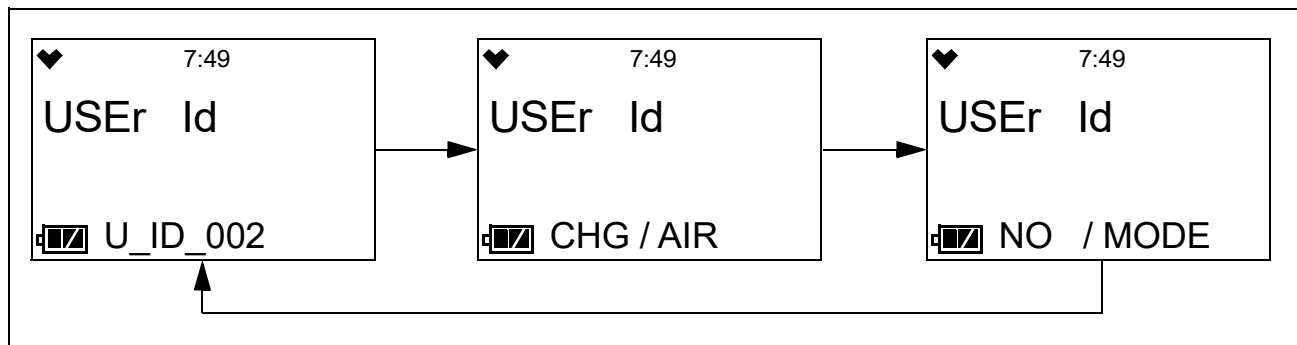 7:49
USEr Id
U_ID_002
7:49
USEr Id
CHG / AIR
7:49
USEr Id
NO / MODE